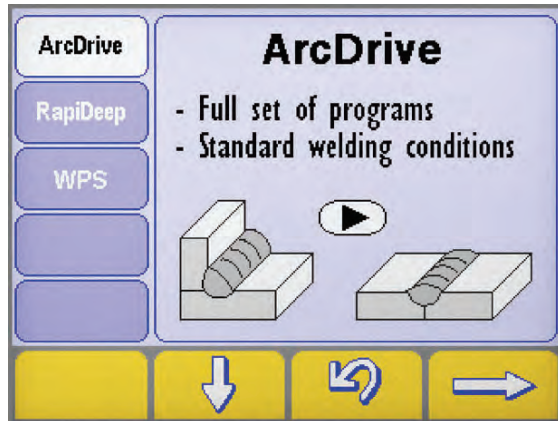 ArcDrive
RapiDeep
WPS
ArcDrive
- Full set of programs
- Standard welding conditions